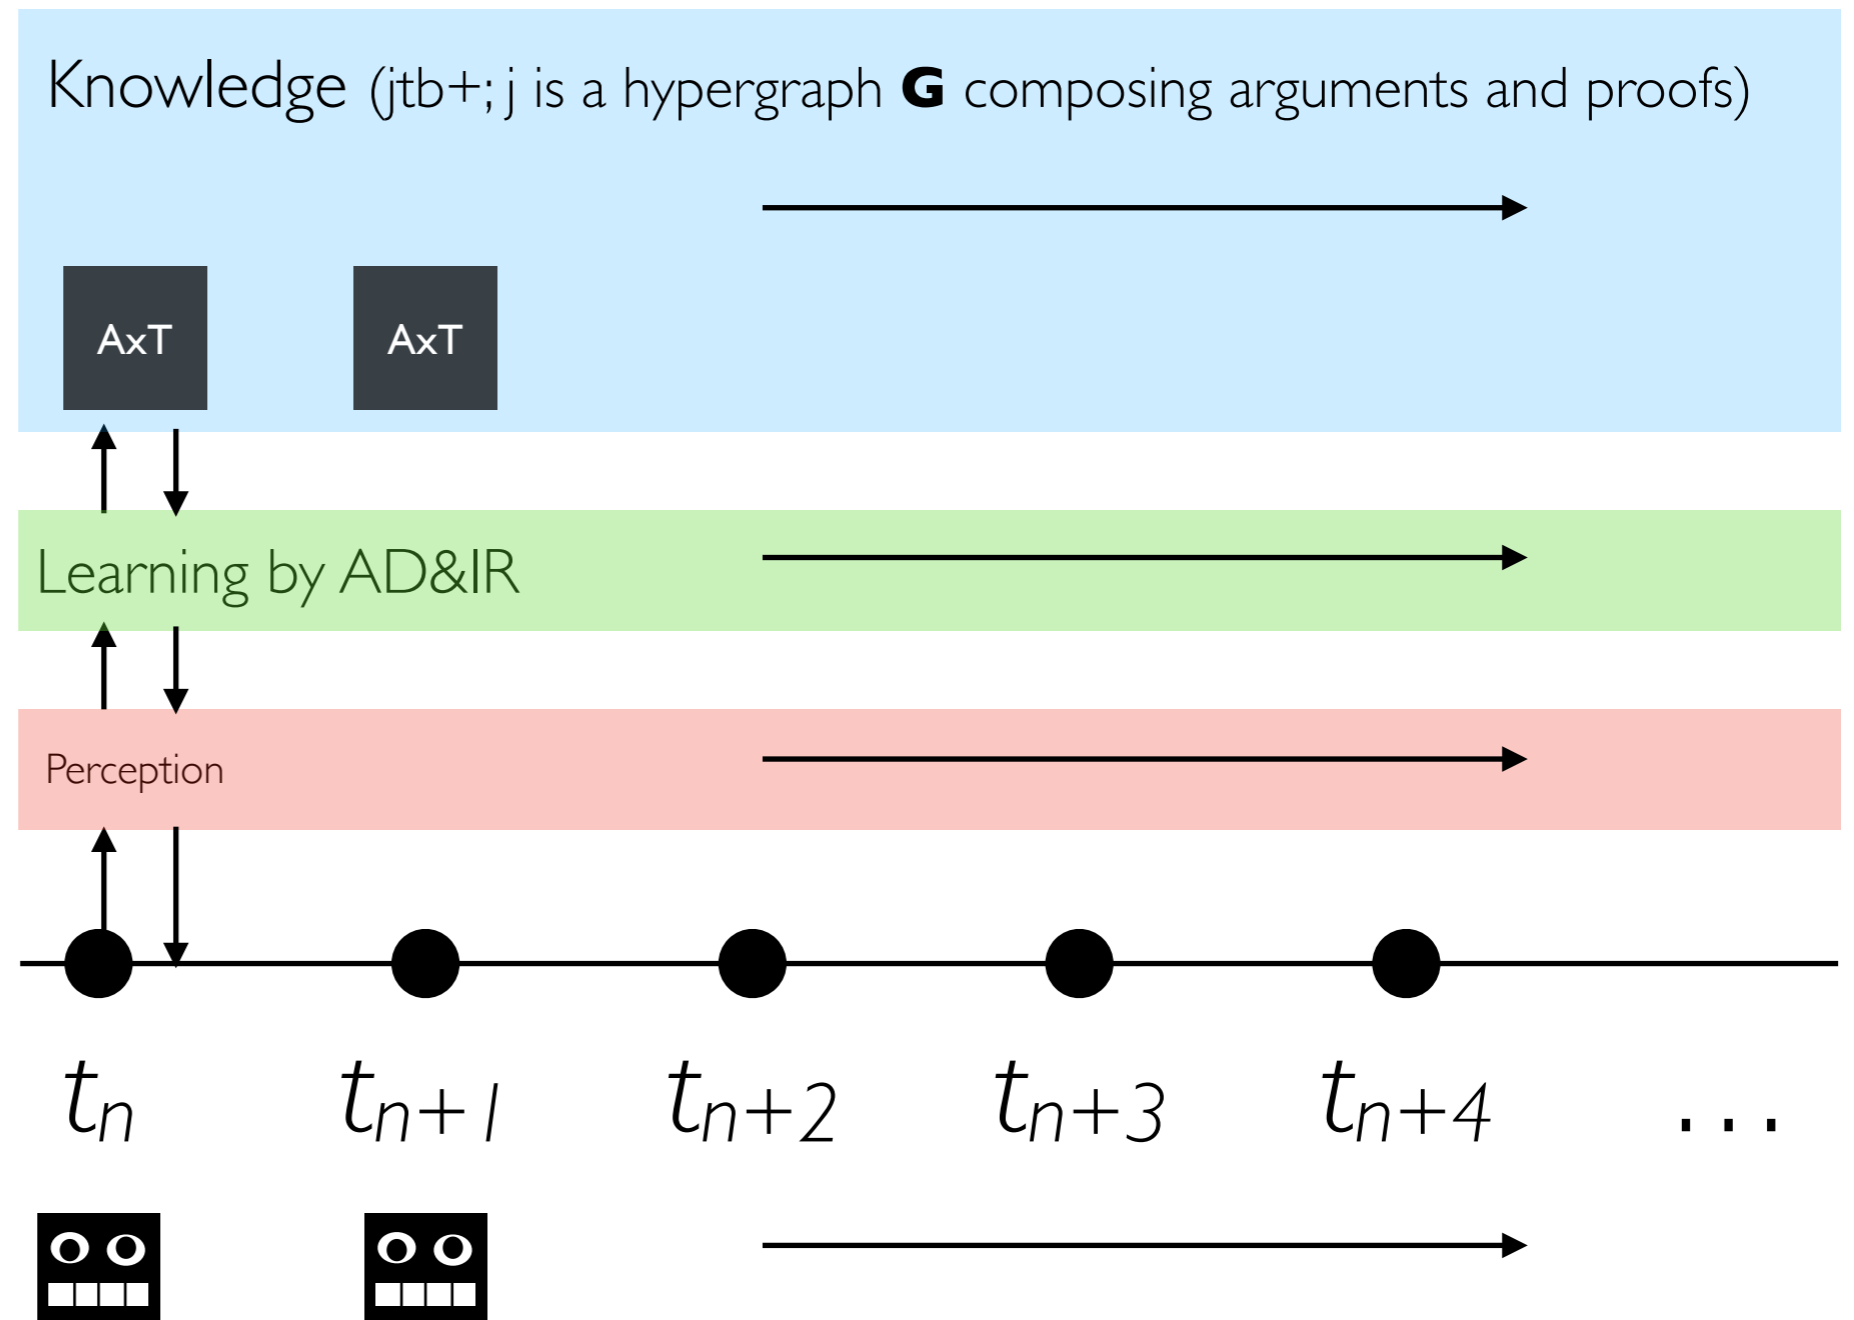 Knowledge (jtb+; j is a hypergraph G composing arguments and proofs)
AxT AxT
Learning by AD&IR
Perception
tn tn+1 tn+2 tn+3 tn+4 ...